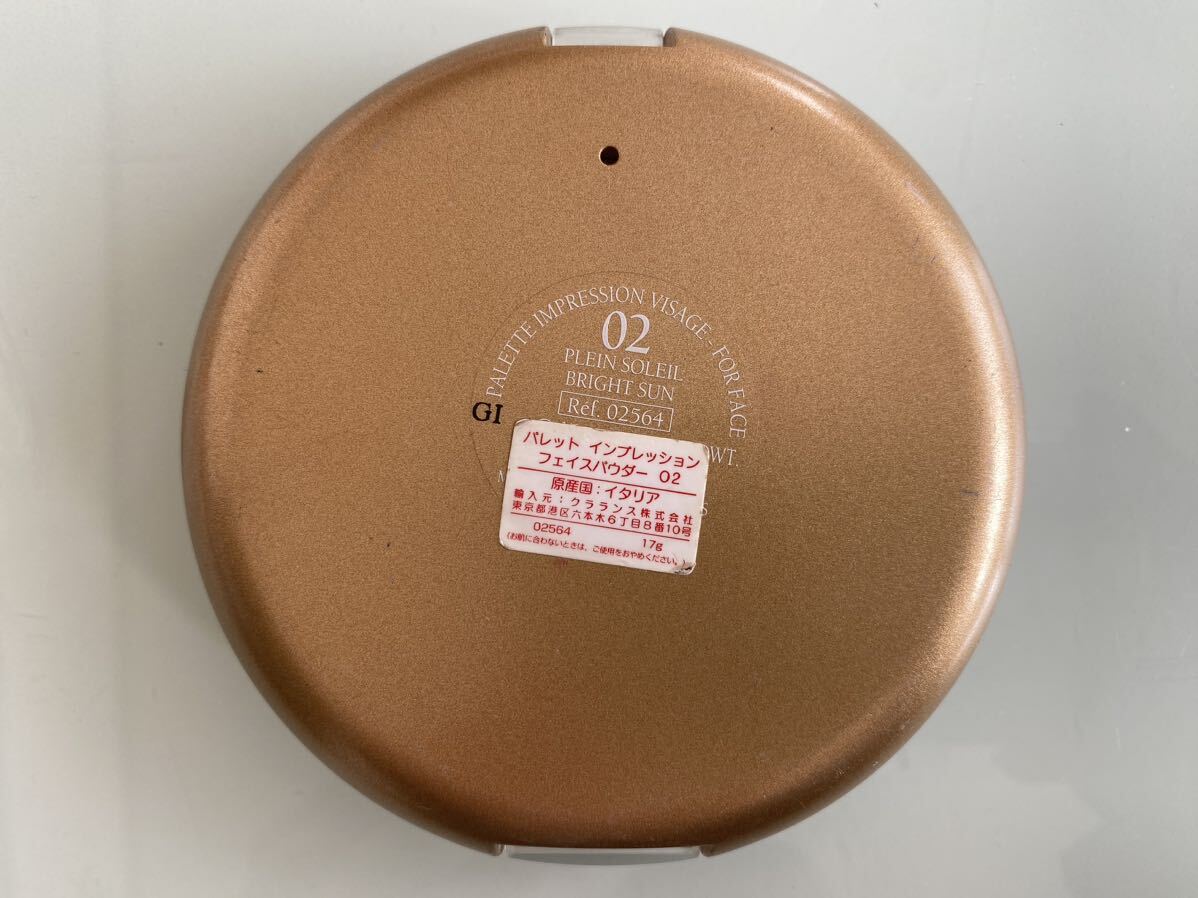 PALETTE IMPRESSION VISAGE - FOR FACE
02
PLEIN SOLEIL
BRIGHT SUN
Réf. 02564
GI
WT.
パレット インプレッション
フェイスパウダー 02
原産国:イタリア
輸入元:クラランス株式会社
東京都港区六本木6丁目8番10号
02564 17g
(お肌に合わないときは、ご使用をおやめください。)